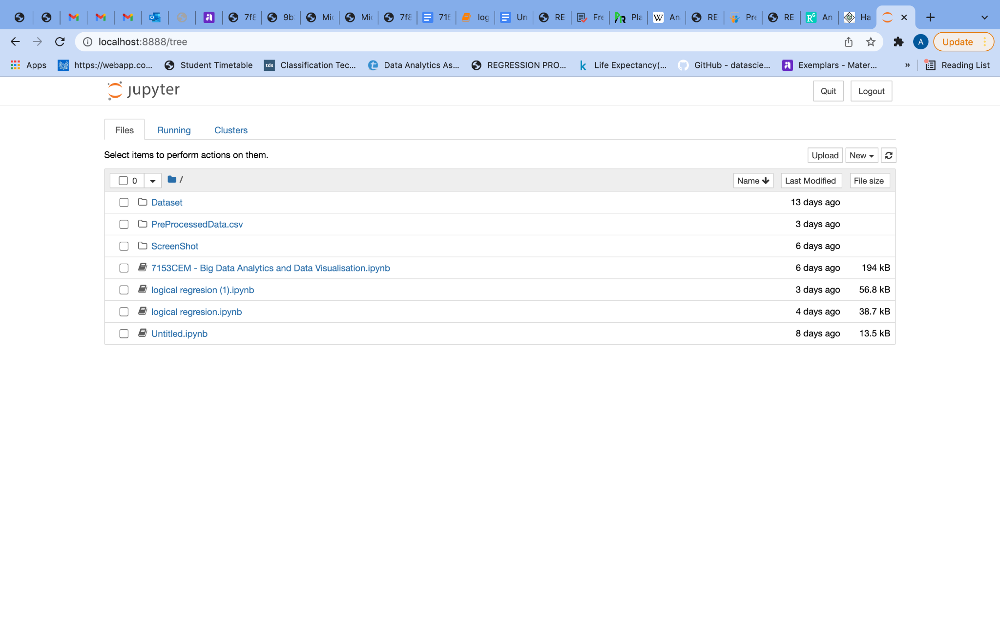 7f8 9b Mic Mic 7f8 715 log Un RE Fre Pla W An RE Pre RE RG An Ha
localhost:8888/tree A Update
Apps https://webapp.co... Student Timetable tds Classification Tec... Data Analytics As... REGRESSION PRO... k Life Expectancy(... GitHub - datascie... Exemplars - Mater... » Reading List
jupyter Quit Logout
Files Running Clusters
Select items to perform actions on them. Upload New
0 / Name Last Modified File size
Dataset 13 days ago
PreProcessedData.csv 3 days ago
ScreenShot 6 days ago
7153CEM - Big Data Analytics and Data Visualisation.ipynb 6 days ago 194 kB
logical regresion (1).ipynb 3 days ago 56.8 kB
logical regresion.ipynb 4 days ago 38.7 kB
Untitled.ipynb 8 days ago 13.5 kB